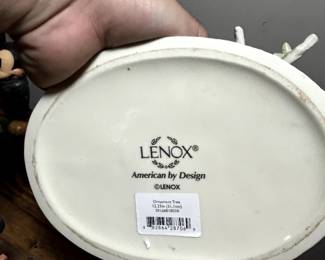 LENOX®
American by Design
©LENOX
Ornament Tree